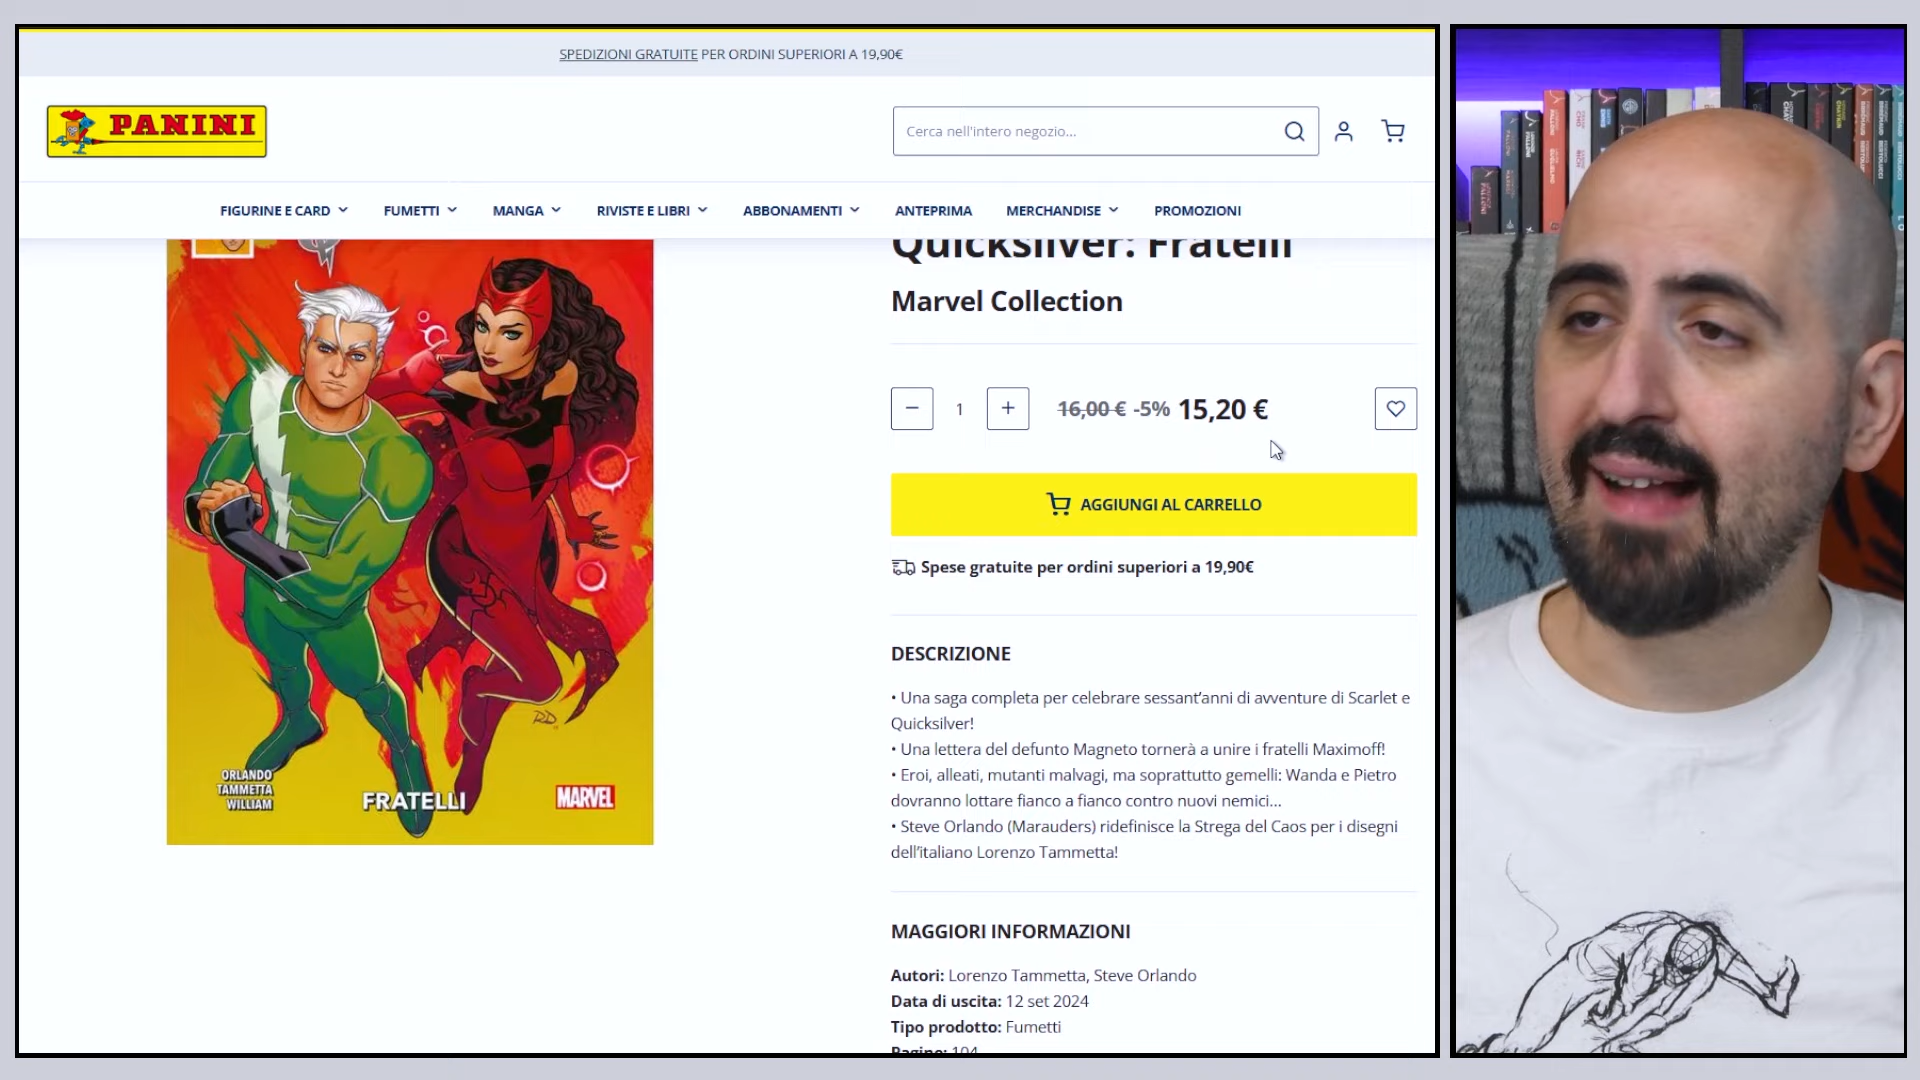 SPEDIZIONI GRATUITE PER ORDINI SUPERIORI A 19,90€
PANINI
Cerca nell'intero negozio...
FIGURINE E CARD
FUMETTI
MANGA
RIVISTE E LIBRI
ABBONAMENTI
ANTEPRIMA
MERCHANDISE
PROMOZIONI
Quicksilver: Fratelli
Marvel Collection
1
16,00 € -5% 15,20 €
AGGIUNGI AL CARRELLO
Spese gratuite per ordini superiori a 19,90€
DESCRIZIONE
• Una saga completa per celebrare sessant’anni di avventure di Scarlet e
Quicksilver!
• Una lettera del defunto Magneto tornerà a unire i fratelli Maximoff!
• Eroi, alleati, mutanti malvagi, ma soprattutto gemelli: Wanda e Pietro
dovranno lottare fianco a fianco contro nuovi nemici...
• Steve Orlando (Marauders) ridefinisce la Strega del Caos per i disegni
dell’italiano Lorenzo Tammetta!
MAGGIORI INFORMAZIONI
Autori: Lorenzo Tammetta, Steve Orlando
Data di uscita: 12 set 2024
Tipo prodotto: Fumetti
Pagine: 104
RD
ORLANDO
TAMMETTA
WILLIAM
FRATELLI
MARVEL